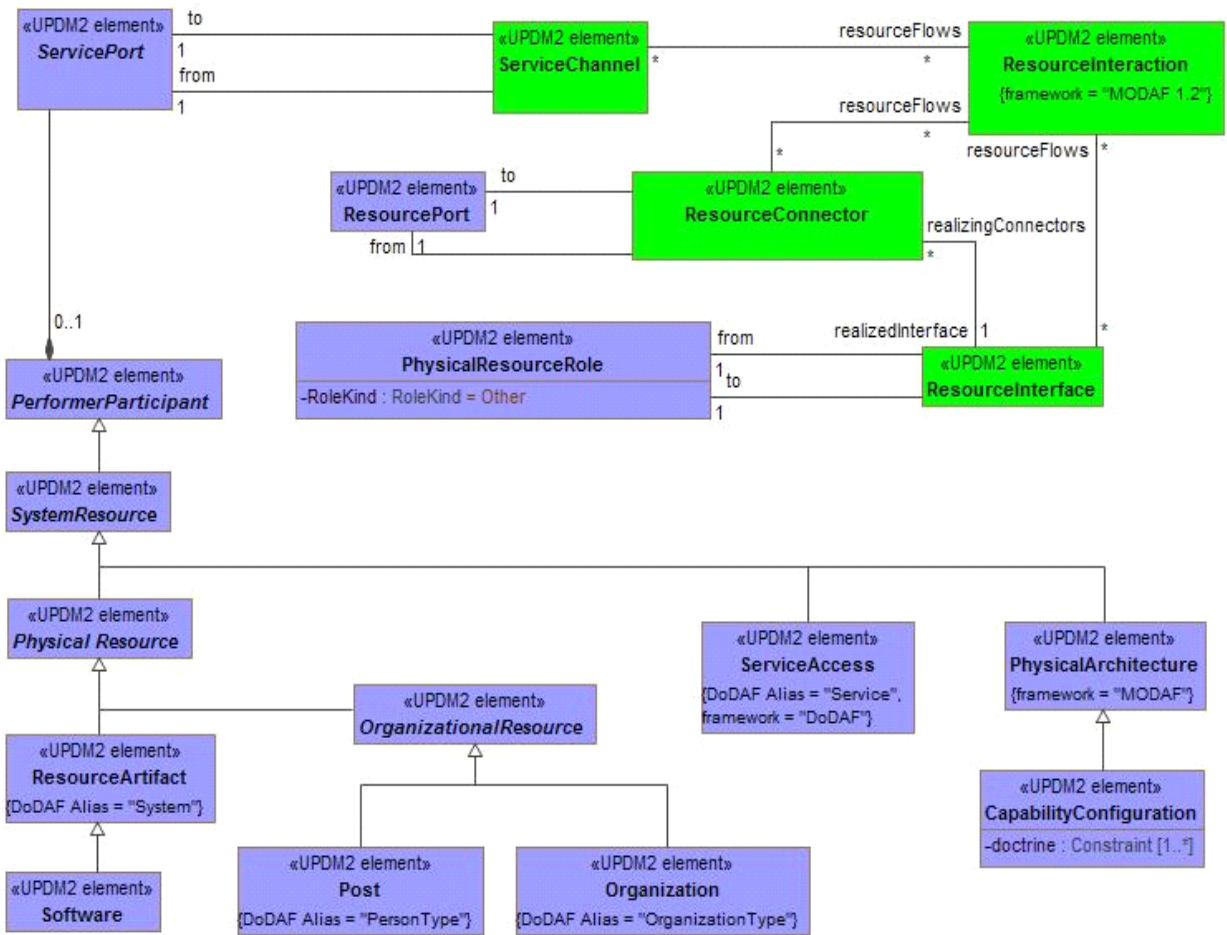 «UPDM2 element»
ServicePort
to
1
from
1
«UPDM2 element»
ServiceChannel
*
resourceFlows
*
«UPDM2 element»
ResourceInteraction
{framework = "MODAF 1.2"}
resourceFlows
*
*
resourceFlows
*
«UPDM2 element»
ResourcePort
to
1
from
1
«UPDM2 element»
ResourceConnector
realizingConnectors
*
realizedInterface
1
*
0..1
«UPDM2 element»
PhysicalResourceRole
-RoleKind : RoleKind = Other
from
1
to
1
«UPDM2 element»
ResourceInterface
«UPDM2 element»
PerformerParticipant
«UPDM2 element»
SystemResource
«UPDM2 element»
Physical Resource
«UPDM2 element»
ServiceAccess
{DoDAF Alias = "Service",
framework = "DoDAF"}
«UPDM2 element»
PhysicalArchitecture
{framework = "MODAF"}
«UPDM2 element»
OrganizationalResource
«UPDM2 element»
ResourceArtifact
{DoDAF Alias = "System"}
«UPDM2 element»
CapabilityConfiguration
-doctrine : Constraint [1..*]
«UPDM2 element»
Software
«UPDM2 element»
Post
{DoDAF Alias = "PersonType"}
«UPDM2 element»
Organization
{DoDAF Alias = "OrganizationType"}